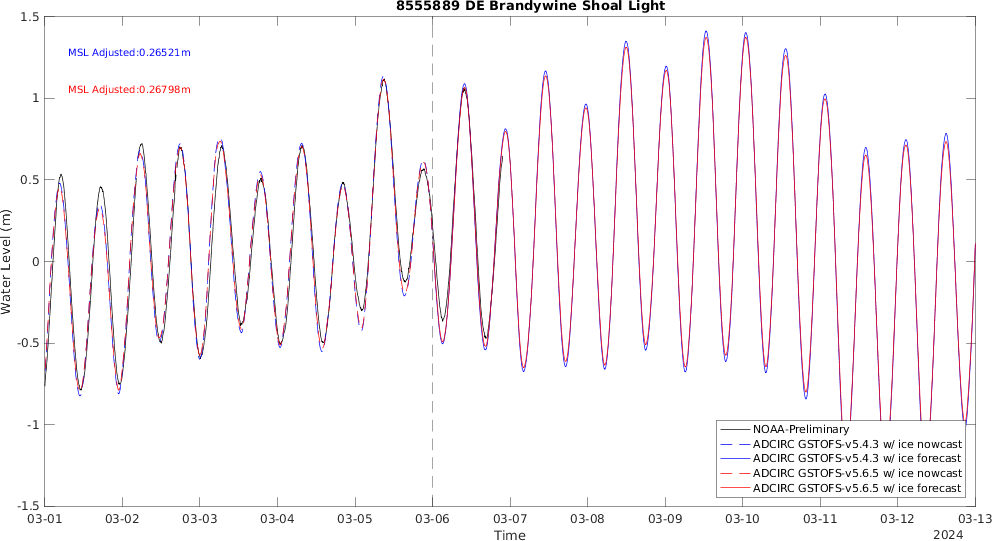 8555889 DE Brandywine Shoal Light
MSL Adjusted:0.26521m
MSL Adjusted:0.26798m
Water Level (m)
1.5
1
0.5
0
-0.5
-1
-1.5
NOAA-Preliminary
ADCIRC GSTOFS-v5.4.3 w/ ice nowcast
ADCIRC GSTOFS-v5.4.3 w/ ice forecast
ADCIRC GSTOFS-v5.6.5 w/ ice nowcast
ADCIRC GSTOFS-v5.6.5 w/ ice forecast
03-01 03-02 03-03 03-04 03-05 03-06 03-07 03-08 03-09 03-10 03-11 03-12 03-13
Time
2024